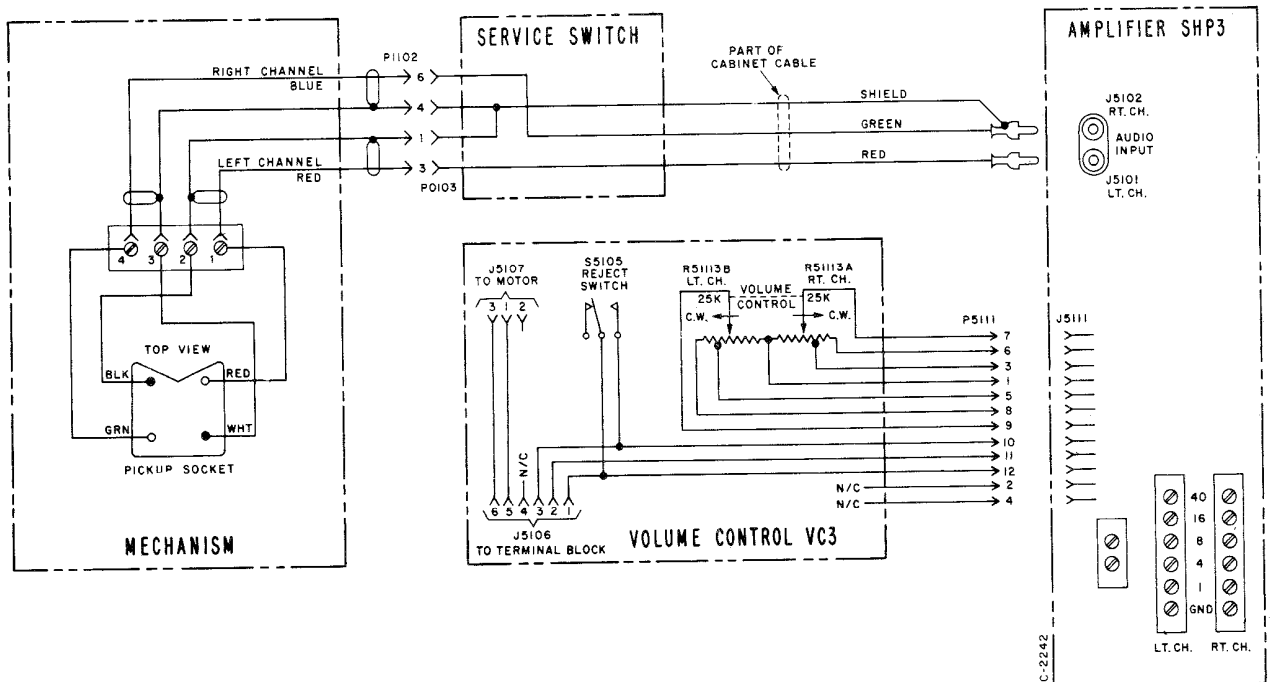 SERVICE SWITCH
AMPLIFIER SHP3
P1102
PART OF
CABINET CABLE
RIGHT CHANNEL
BLUE
6
4
1
3
LEFT CHANNEL
RED
P0103
SHIELD
GREEN
RED
J5102
RT. CH.
AUDIO
INPUT
J5101
LT. CH.
4 3 2 1
TOP VIEW
BLK
RED
GRN
WHT
PICKUP SOCKET
MECHANISM
J5107
TO MOTOR
3 1 2
S5105
REJECT
SWITCH
R5113B
LT. CH.
R5113A
RT. CH.
25K
VOLUME
CONTROL
25K
C.W.
C.W.
P5111
J5111
7
6
3
1
5
8
9
10
11
12
N/C
2
N/C
4
N/C
6 5 4 3 2 1
J5106
TO TERMINAL BLOCK
VOLUME CONTROL VC3
40
16
8
4
1
GND
LT. CH.
RT. CH.
C-2242